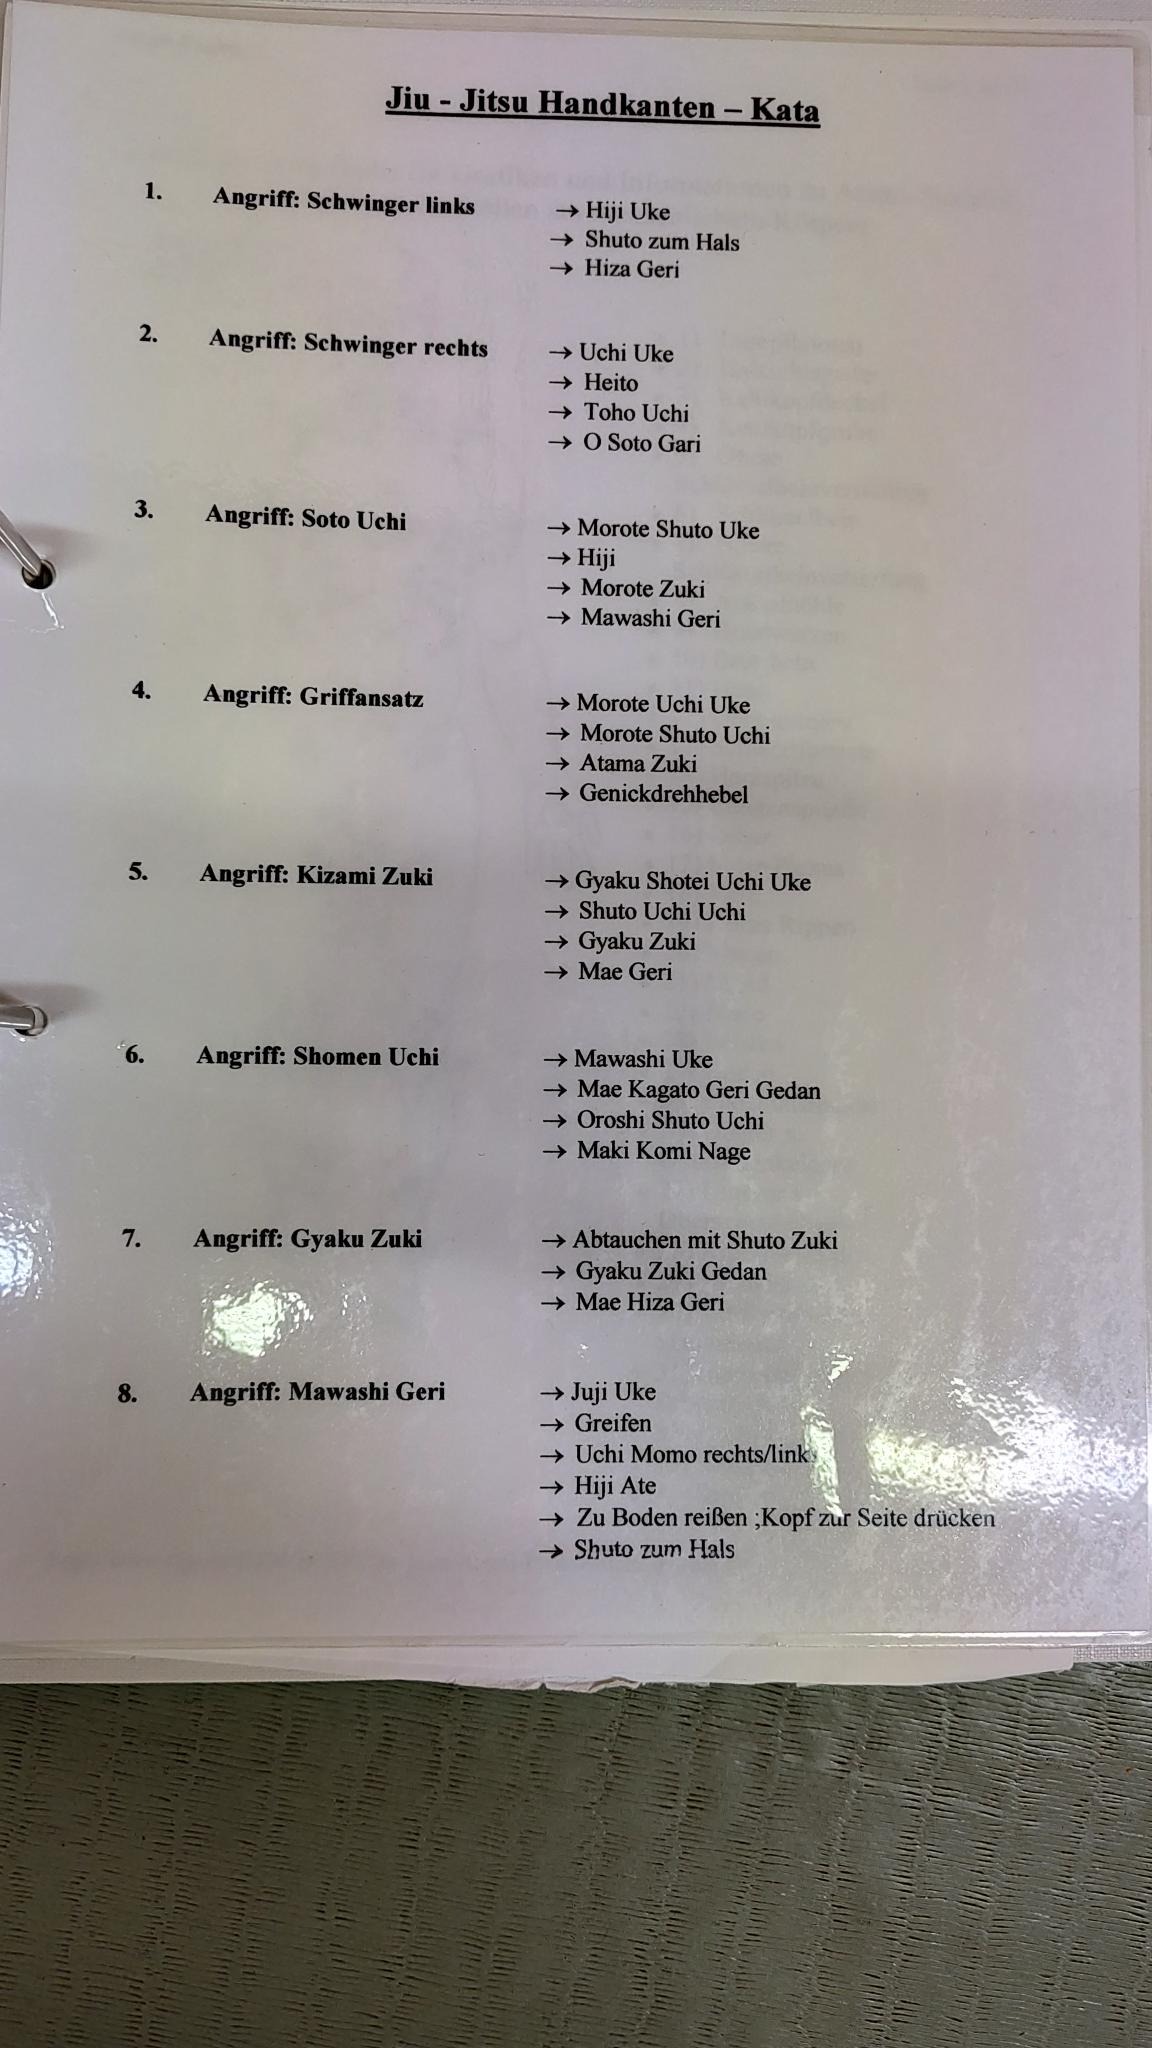 Jiu - Jitsu Handkanten – Kata
1. Angriff: Schwinger links → Hiji Uke
→ Shuto zum Hals
→ Hiza Geri
2. Angriff: Schwinger rechts → Uchi Uke
→ Heito
→ Toho Uchi
→ O Soto Gari
3. Angriff: Soto Uchi → Morote Shuto Uke
→ Hiji
→ Morote Zuki
→ Mawashi Geri
4. Angriff: Griffansatz → Morote Uchi Uke
→ Morote Shuto Uchi
→ Atama Zuki
→ Genickdrehhebel
5. Angriff: Kizami Zuki → Gyaku Shotei Uchi Uke
→ Shuto Uchi Uchi
→ Gyaku Zuki
→ Mae Geri
6. Angriff: Shomen Uchi → Mawashi Uke
→ Mae Kagato Geri Gedan
→ Oroshi Shuto Uchi
→ Maki Komi Nage
7. Angriff: Gyaku Zuki → Abtauchen mit Shuto Zuki
→ Gyaku Zuki Gedan
→ Mae Hiza Geri
8. Angriff: Mawashi Geri → Juji Uke
→ Greifen
→ Uchi Momo rechts/links
→ Hiji Ate
→ Zu Boden reißen ;Kopf zur Seite drücken
→ Shuto zum Hals